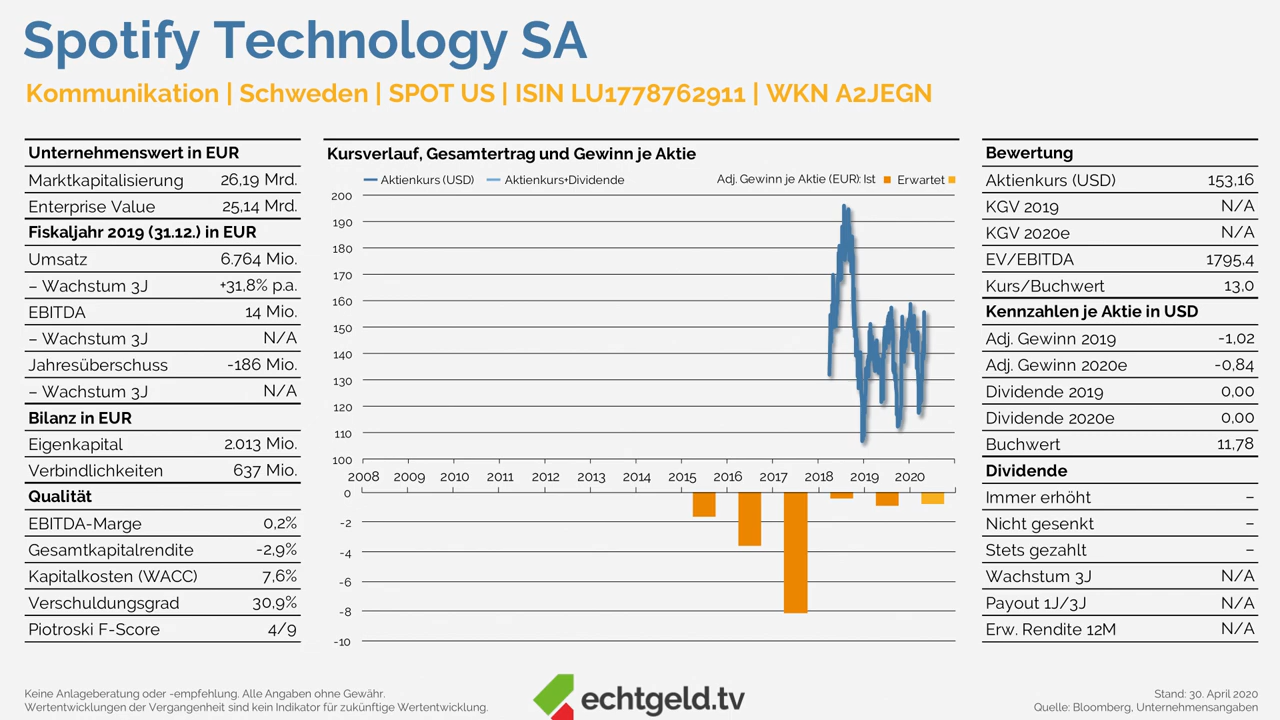 Spotify Technology SA
Kommunikation | Schweden | SPOT US | ISIN LU1778762911 | WKN A2JEGN
Unternehmenswert in EUR
Marktkapitalisierung 26,19 Mrd.
Enterprise Value 25,14 Mrd.
Fiskaljahr 2019 (31.12.) in EUR
Umsatz 6.764 Mio.
– Wachstum 3J +31,8% p.a.
EBITDA 14 Mio.
– Wachstum 3J N/A
Jahresüberschuss -186 Mio.
– Wachstum 3J N/A
Bilanz in EUR
Eigenkapital 2.013 Mio.
Verbindlichkeiten 637 Mio.
Qualität
EBITDA-Marge 0,2%
Gesamtkapitalrendite -2,9%
Kapitalkosten (WACC) 7,6%
Verschuldungsgrad 30,9%
Piotroski F-Score 4/9
Kursverlauf, Gesamtertrag und Gewinn je Aktie
Aktienkurs (USD) Aktienkurs+Dividende Adj. Gewinn je Aktie (EUR): Ist Erwartet
200
190
180
170
160
150
140
130
120
110
100
2008 2009 2010 2011 2012 2013 2014 2015 2016 2017 2018 2019 2020
0
-2
-4
-6
-8
-10
Bewertung
Aktienkurs (USD) 153,16
KGV 2019 N/A
KGV 2020e N/A
EV/EBITDA 1795,4
Kurs/Buchwert 13,0
Kennzahlen je Aktie in USD
Adj. Gewinn 2019 -1,02
Adj. Gewinn 2020e -0,84
Dividende 2019 0,00
Dividende 2020e 0,00
Buchwert 11,78
Dividende
Immer erhöht –
Nicht gesenkt –
Stets gezahlt –
Wachstum 3J N/A
Payout 1J/3J N/A
Erw. Rendite 12M N/A
Keine Anlageberatung oder -empfehlung. Alle Angaben ohne Gewähr.
Wertentwicklungen der Vergangenheit sind kein Indikator für zukünftige Wertentwicklung.
echtgeld.tv
Stand: 30. April 2020
Quelle: Bloomberg, Unternehmensangaben